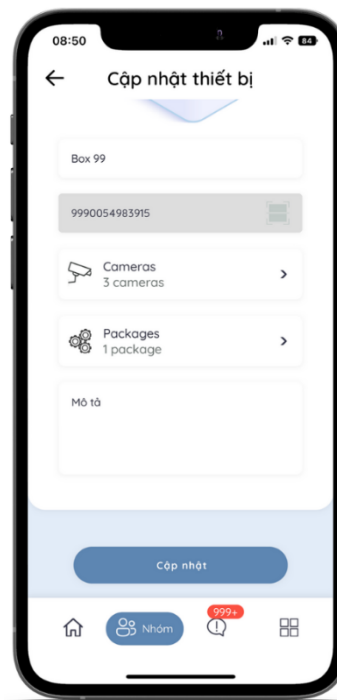 08:50
84
Cập nhật thiết bị
Box 99
9990054983915
Cameras
3 cameras
Packages
1 package
Mô tả
Cập nhật
Nhóm
999+